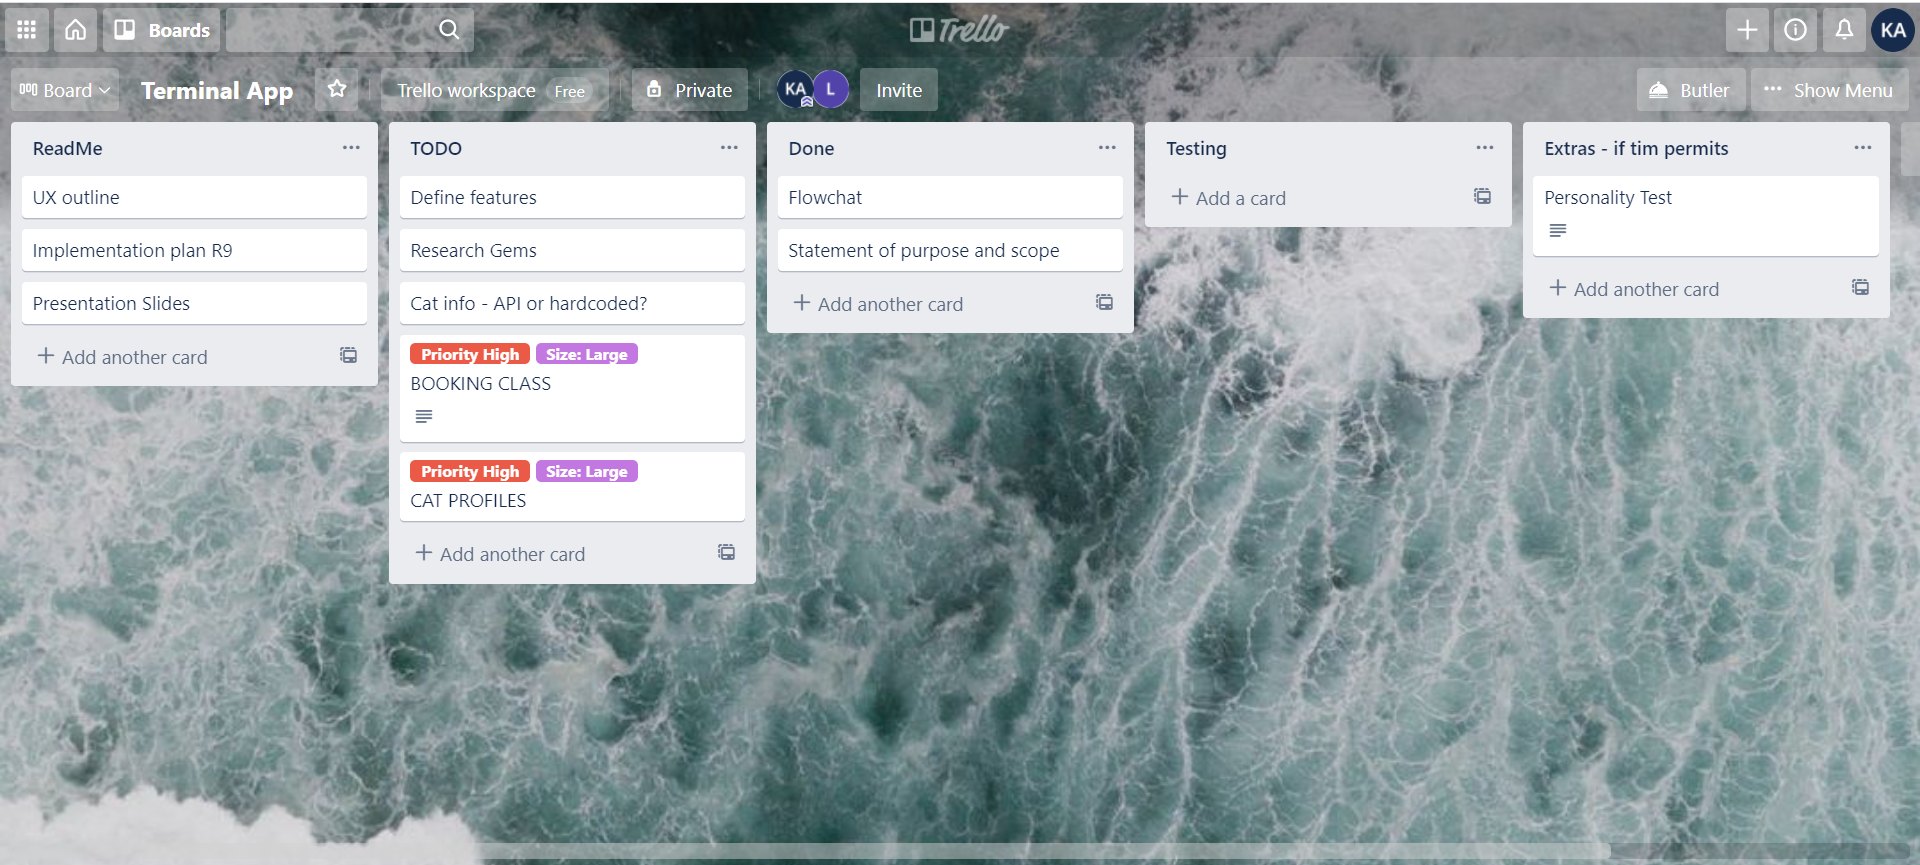 Boards
Trello
KA
Board
Terminal App
Trello workspace Free
Private
KA L
Invite
Butler
Show Menu
ReadMe
UX outline
Implementation plan R9
Presentation Slides
Add another card
TODO
Define features
Research Gems
Cat info - API or hardcoded?
Priority High Size: Large
BOOKING CLASS
Priority High Size: Large
CAT PROFILES
Add another card
Done
Flowchat
Statement of purpose and scope
Add another card
Testing
Add a card
Extras - if tim permits
Personality Test
Add another card